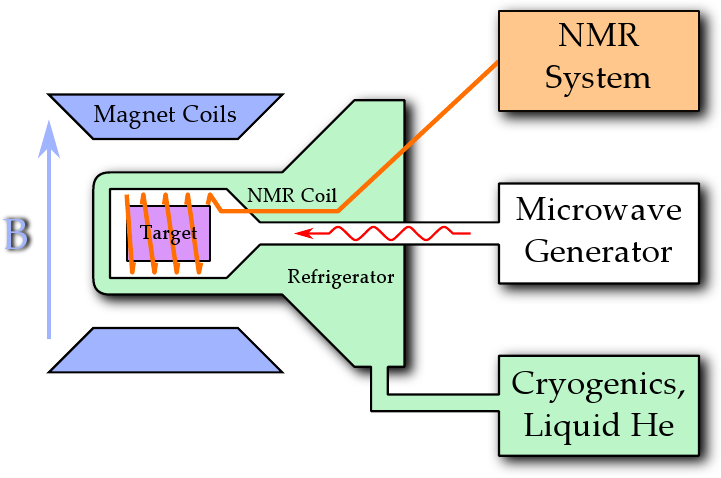 NMR
System
Magnet Coils
NMR Coil
Microwave
Generator
B
Target
Refrigerator
Cryogenics,
Liquid He